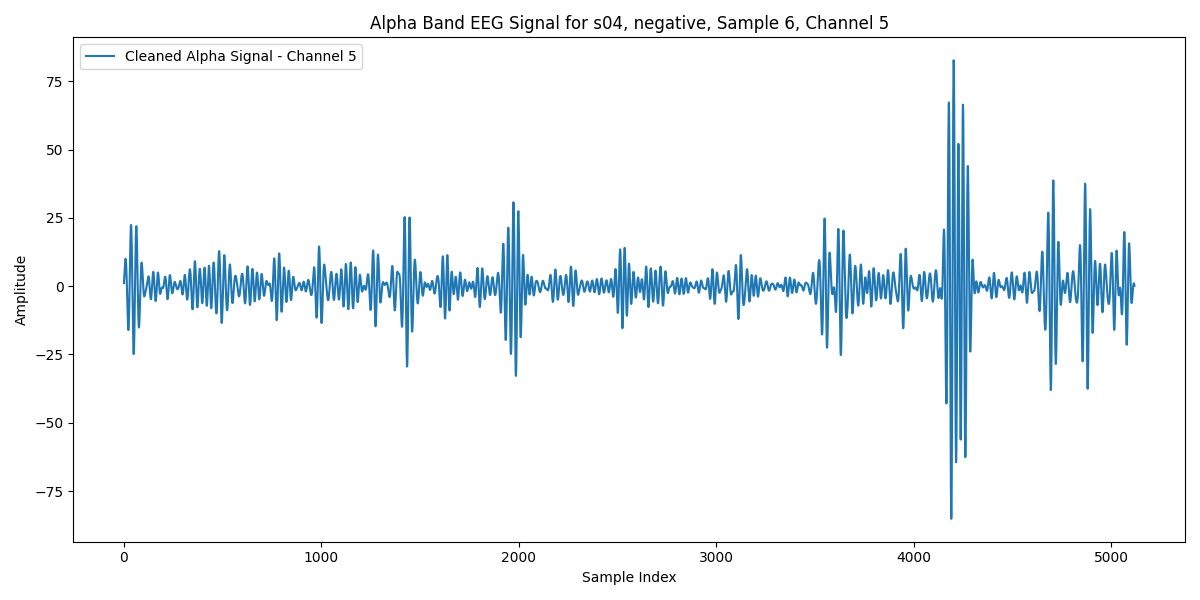 Alpha Band EEG Signal for s04, negative, Sample 6, Channel 5
Cleaned Alpha Signal - Channel 5
75
50
25
0
−25
−50
−75
Amplitude
0 1000 2000 3000 4000 5000
Sample Index